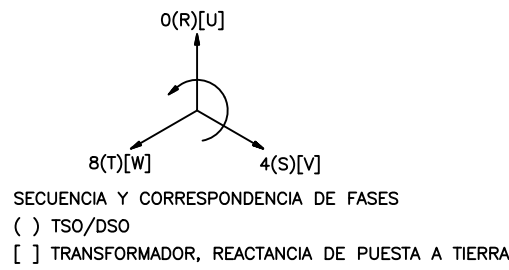 0(R)[U]
8(T)[W]
4(S)[V]
SECUENCIA Y CORRESPONDENCIA DE FASES
( ) TSO/DSO
[ ] TRANSFORMADOR, REACTANCIA DE PUESTA A TIERRA